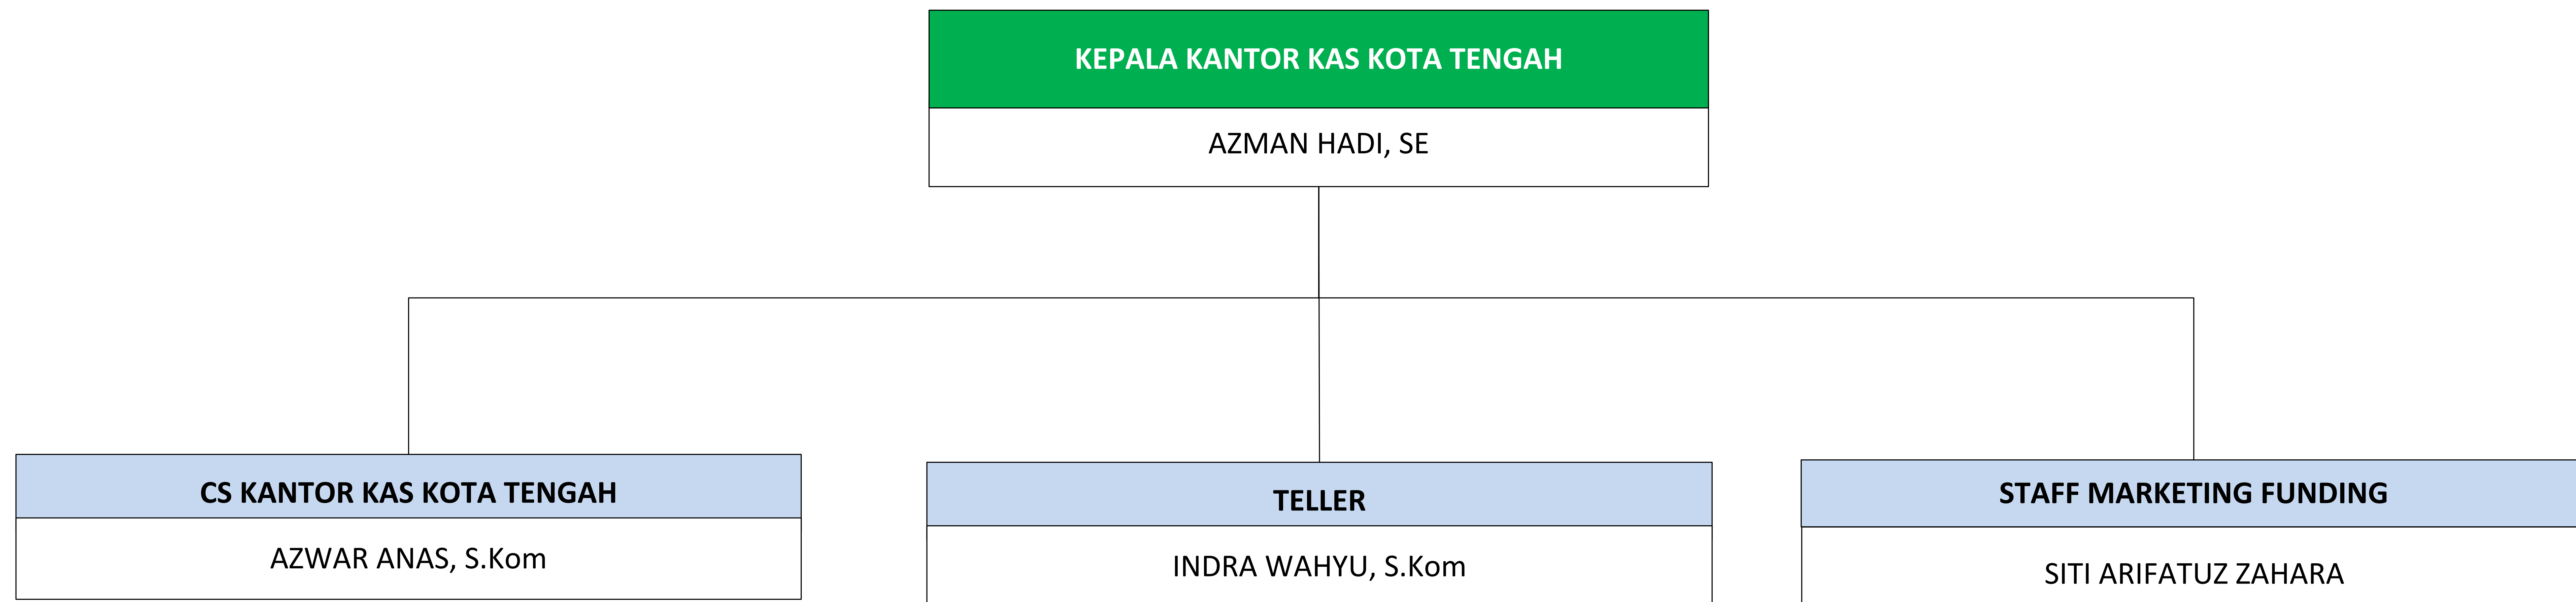 KEPALA KANTOR KAS KOTA TENGAH
AZMAN HADI, SE
CS KANTOR KAS KOTA TENGAH
AZWAR ANAS, S.Kom
TELLER
INDRA WAHYU, S.Kom
STAFF MARKETING FUNDING
SITI ARIFATUZ ZAHARA